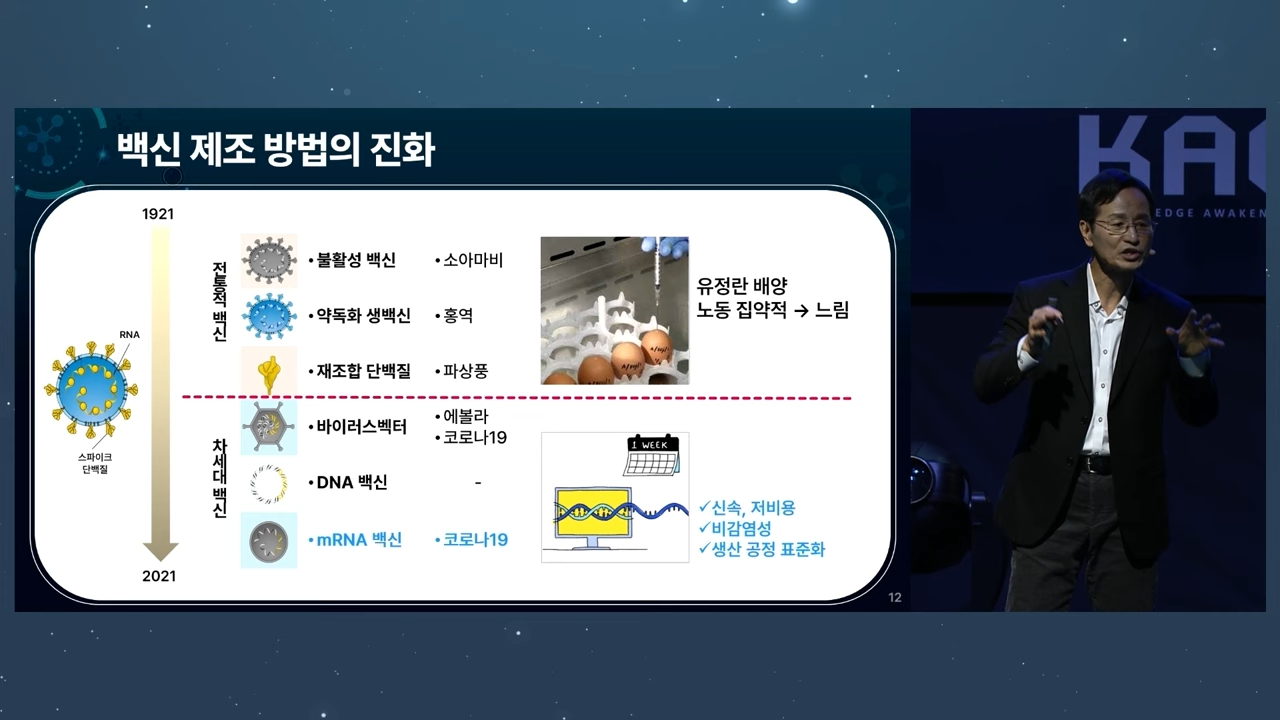 백신 제조 방법의 진화
1921
전통적 백신
• 불활성 백신
• 소아마비
• 약독화 생백신
• 홍역
• 재조합 단백질
• 파상풍
유정란 배양
노동 집약적 → 느림
RNA
스파이크
단백질
차세대 백신
• 바이러스벡터
• 에볼라
• 코로나19
• DNA 백신
-
• mRNA 백신
• 코로나19
1 WEEK
✓신속, 저비용
✓비감염성
✓생산 공정 표준화
2021
12
KAO
EDGE AWAKEN